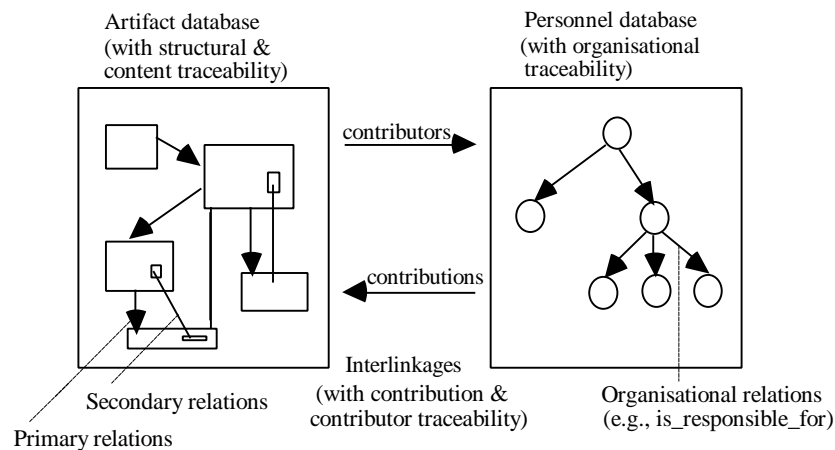 Artifact database
(with structural &
content traceability)
Personnel database
(with organisational
traceability)
contributors
contributions
Interlinkages
(with contribution &
contributor traceability)
Secondary relations
Primary relations
Organisational relations
(e.g., is_responsible_for)